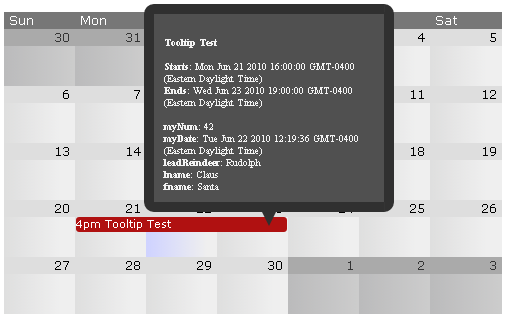 Sun Mon Sat
30 31 4 5
Tooltip Test
Starts: Mon Jun 21 2010 16:00:00 GMT-0400
(Eastern Daylight Time)
Ends: Wed Jun 23 2010 19:00:00 GMT-0400
(Eastern Daylight Time)
myNum: 42
myDate: Tue Jun 22 2010 12:19:36 GMT-0400
(Eastern Daylight Time)
leadReindeer: Rudolph
lname: Claus
fname: Santa
6 7 11 12
13 14 18 19
20 21 25 26
4pm Tooltip Test
27 28 29 30 1 2 3